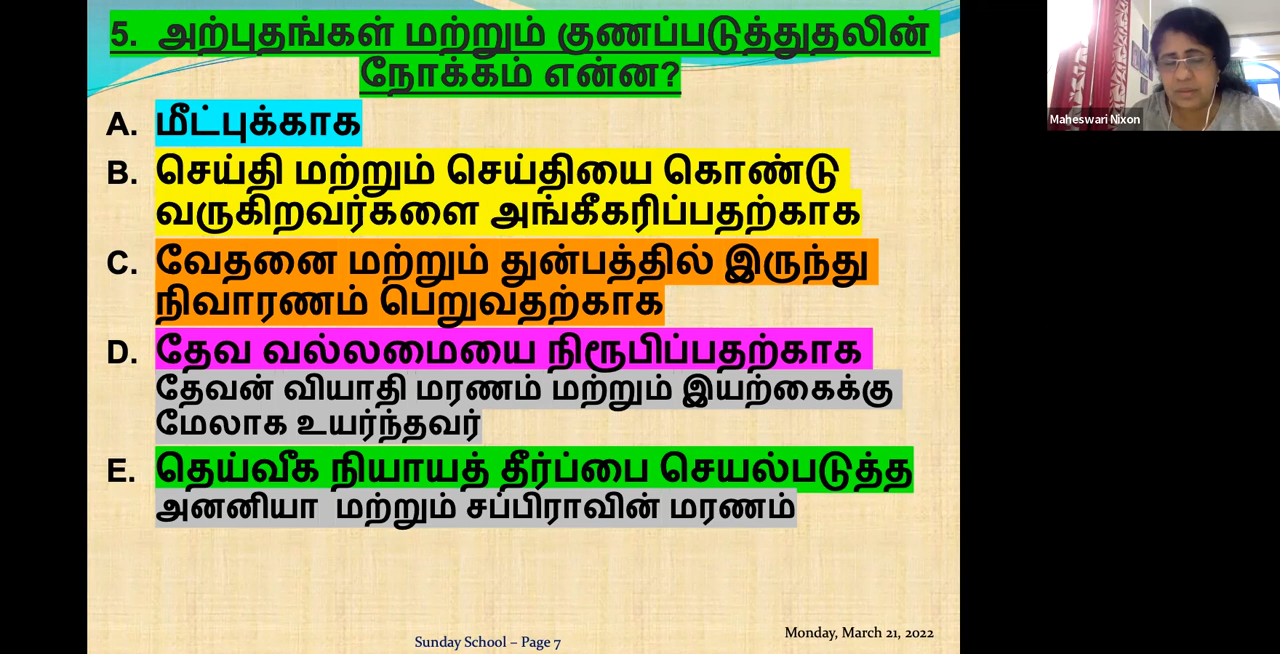 5. அற்புதங்கள் மற்றும் குணப்படுத்துதலின்
நோக்கம் என்ன?
A. மீட்புக்காக
B. செய்தி மற்றும் செய்தியை கொண்டு
வருகிறவர்களை அங்கீகரிப்பதற்காக
C. வேதனை மற்றும் துன்பத்தில் இருந்து
நிவாரணம் பெறுவதற்காக
D. தேவ வல்லமையை நிரூபிப்பதற்காக
தேவன் வியாதி மரணம் மற்றும் இயற்கைக்கு
மேலாக உயர்ந்தவர்
E. தெய்வீக நியாயத் தீர்ப்பை செயல்படுத்த
அனனியா மற்றும் சப்பிராவின் மரணம்
Sunday School – Page 7
Monday, March 21, 2022
Maheswari Nixon